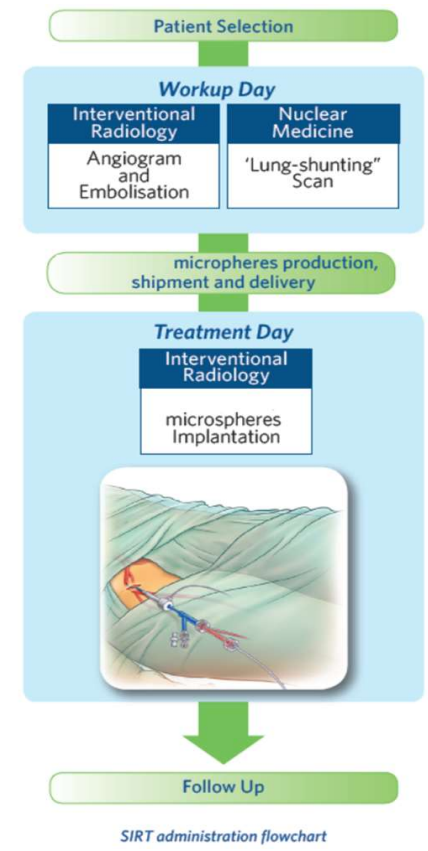 Patient Selection
Workup Day
Interventional
Radiology
Angiogram
and
Embolisation
Nuclear
Medicine
‘Lung-shunting”
Scan
micropheres production,
shipment and delivery
Treatment Day
Interventional
Radiology
microspheres
Implantation
Follow Up
SIRT administration flowchart